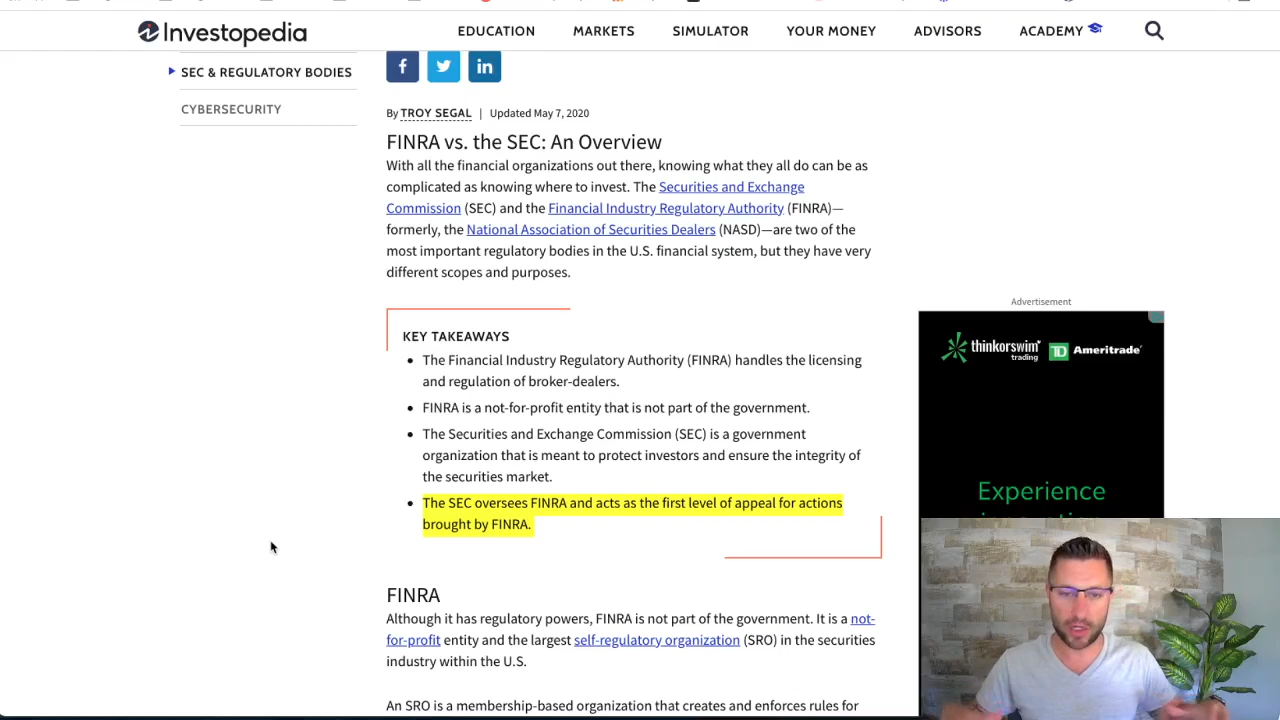 Investopedia
EDUCATION
MARKETS
SIMULATOR
YOUR MONEY
ADVISORS
ACADEMY
SEC & REGULATORY BODIES
CYBERSECURITY
By TROY SEGAL | Updated May 7, 2020
FINRA vs. the SEC: An Overview
With all the financial organizations out there, knowing what they all do can be as
complicated as knowing where to invest. The Securities and Exchange
Commission (SEC) and the Financial Industry Regulatory Authority (FINRA)—
formerly, the National Association of Securities Dealers (NASD)—are two of the
most important regulatory bodies in the U.S. financial system, but they have very
different scopes and purposes.
KEY TAKEAWAYS
• The Financial Industry Regulatory Authority (FINRA) handles the licensing
and regulation of broker-dealers.
• FINRA is a not-for-profit entity that is not part of the government.
• The Securities and Exchange Commission (SEC) is a government
organization that is meant to protect investors and ensure the integrity of
the securities market.
• The SEC oversees FINRA and acts as the first level of appeal for actions
brought by FINRA.
FINRA
Although it has regulatory powers, FINRA is not part of the government. It is a not-
for-profit entity and the largest self-regulatory organization (SRO) in the securities
industry within the U.S.
An SRO is a membership-based organization that creates and enforces rules for
Advertisement
thinkorswim
trading
TD Ameritrade
Experience